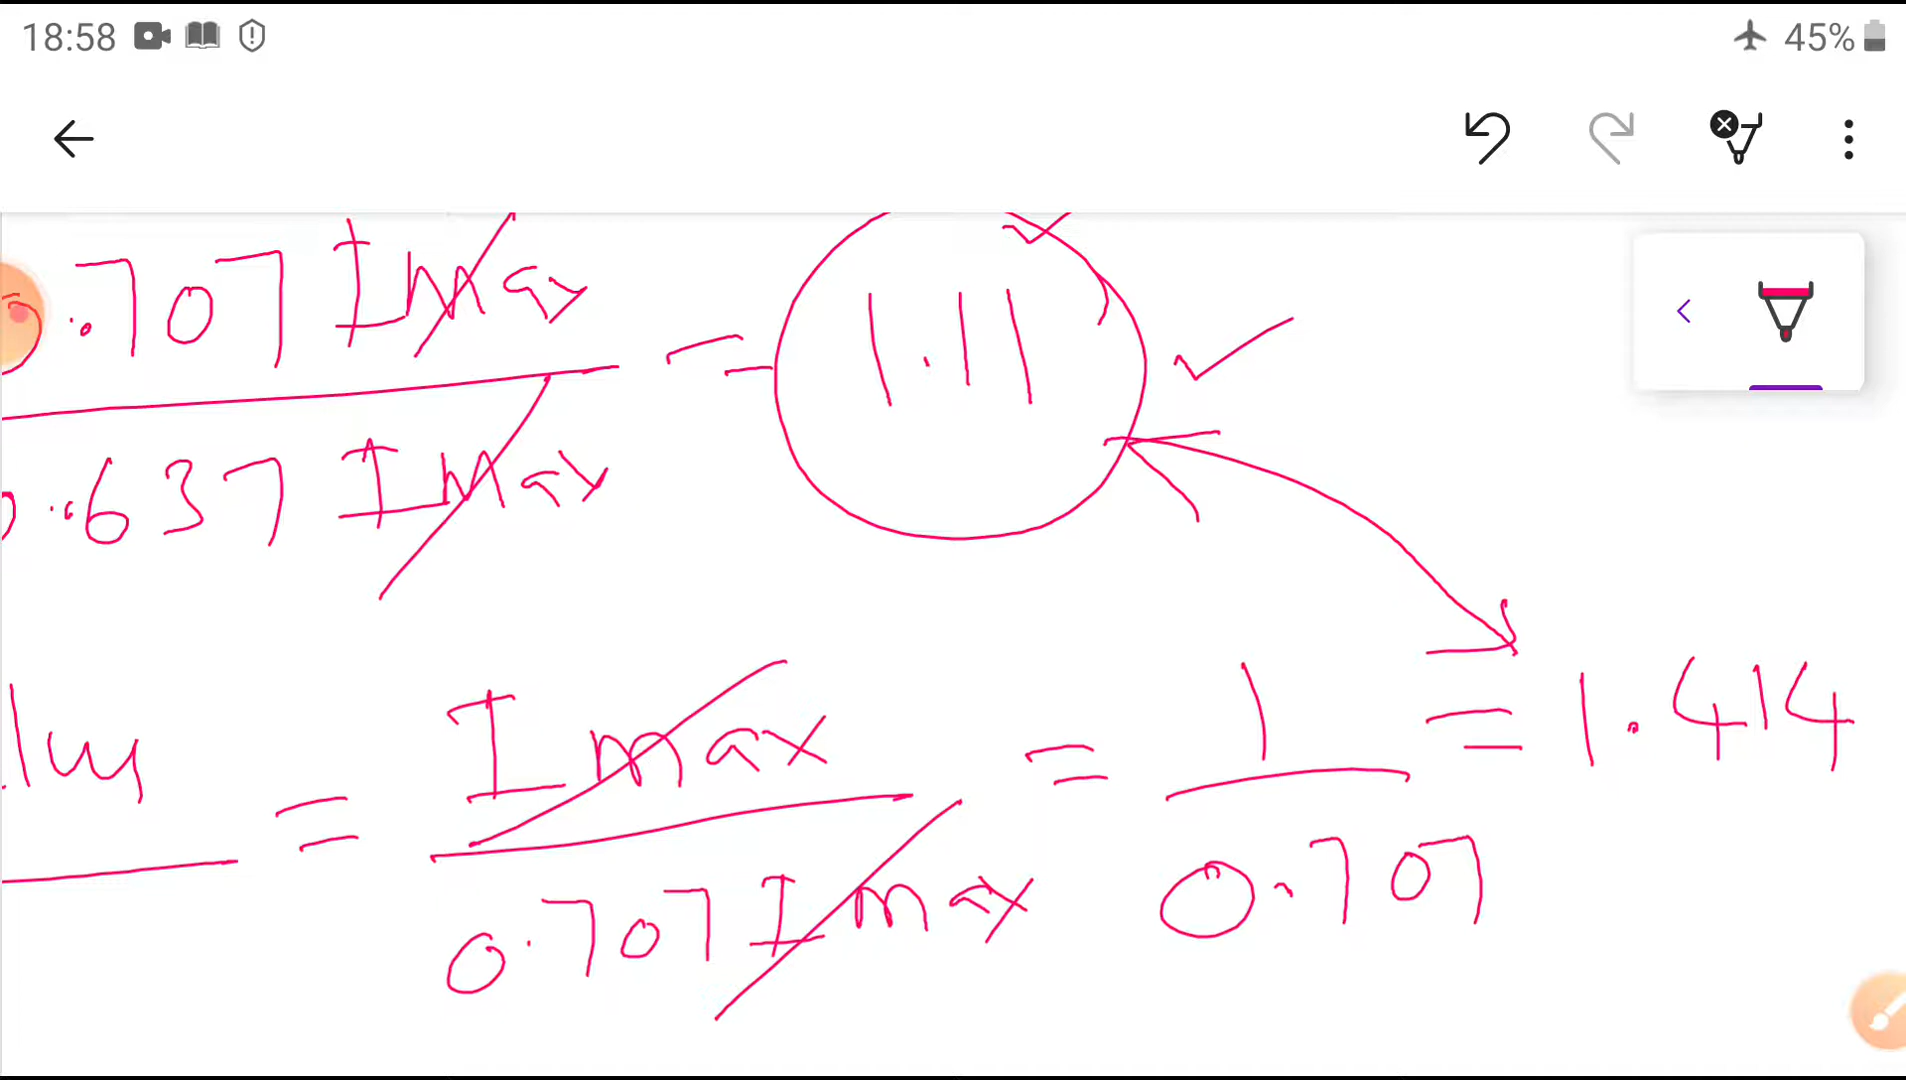 18:58 45%
0.707 Imax
= 1.11
0.637 IMax
= Imax = 1 = 1.414
0.707 Imax 0.707